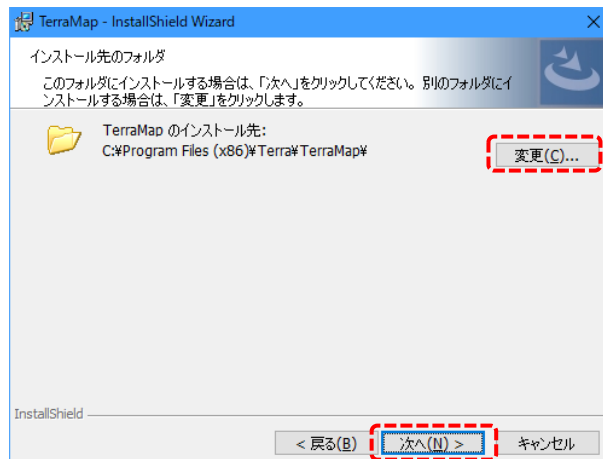 TerraMap - InstallShield Wizard
インストール先のフォルダ
このフォルダにインストールする場合は、「次へ」をクリックしてください。別のフォルダにイ
ンストールする場合は、「変更」をクリックします。
TerraMap のインストール先:
C:¥Program Files (x86)¥Terra¥TerraMap¥
変更(C)...
InstallShield
< 戻る(B)
次へ(N) >
キャンセル